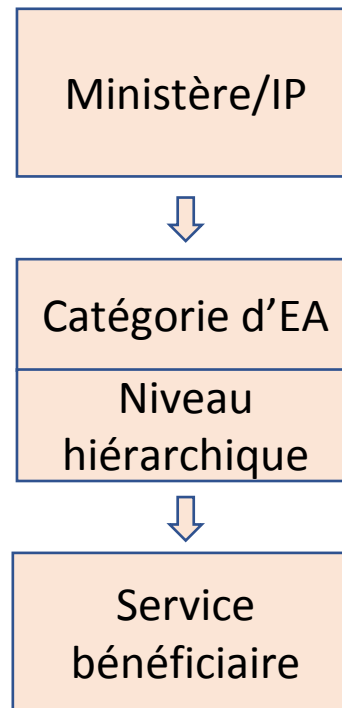 Ministère/IP
Catégorie d’EA
Niveau
hiérarchique
Service
bénéficiaire